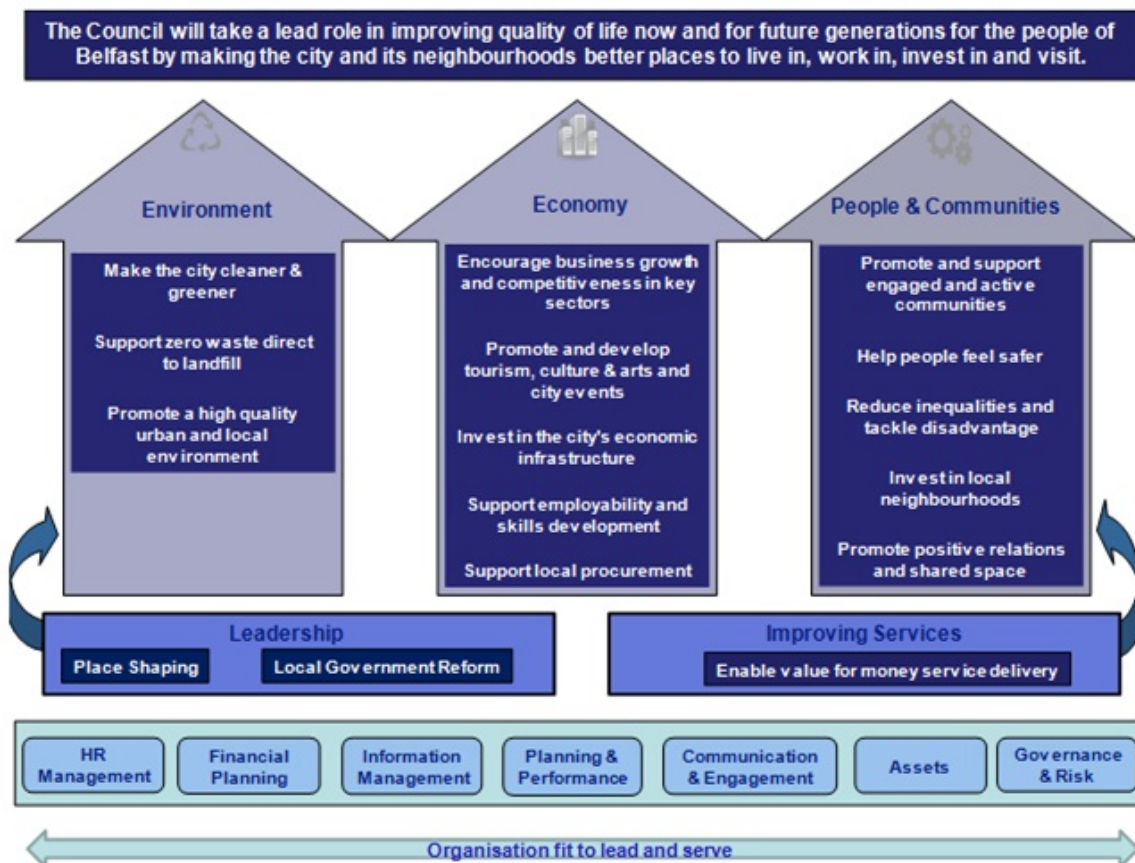 The Council will take a lead role in improving quality of life now and for future generations for the people of
Belfast by making the city and its neighbourhoods better places to live in, work in, invest in and visit.
Environment
Make the city cleaner &
greener
Support zero waste direct
to landfill
Promote a high quality
urban and local
environment
Economy
Encourage business growth
and competitiveness in key
sectors
Promote and develop
tourism, culture & arts and
city events
Invest in the city's economic
infrastructure
Support employability and
skills development
Support local procurement
People & Communities
Promote and support
engaged and active
communities
Help people feel safer
Reduce inequalities and
tackle disadvantage
Invest in local
neighbourhoods
Promote positive relations
and shared space
Leadership
Place Shaping
Local Government Reform
Improving Services
Enable value for money service delivery
HR
Management
Financial
Planning
Information
Management
Planning &
Performance
Communication
& Engagement
Assets
Governance
& Risk
Organisation fit to lead and serve